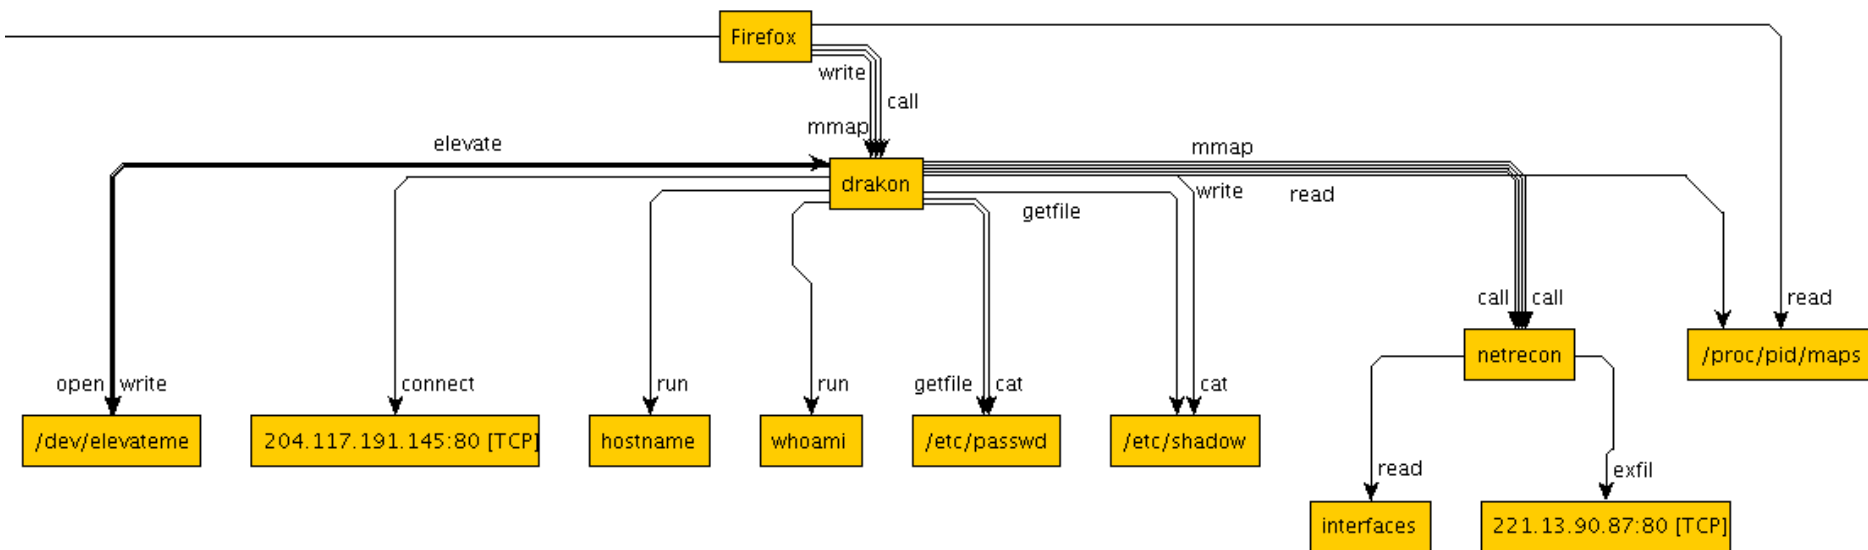 Firefox
write
call
mmap
elevate
mmap
drakon
write
read
getfile
call
call
read
netrecon
/proc/pid/maps
open
write
connect
run
run
getfile
cat
cat
/dev/elevateme
204.117.191.145:80 [TCP]
hostname
whoami
/etc/passwd
/etc/shadow
read
exfil
interfaces
221.13.90.87:80 [TCP]